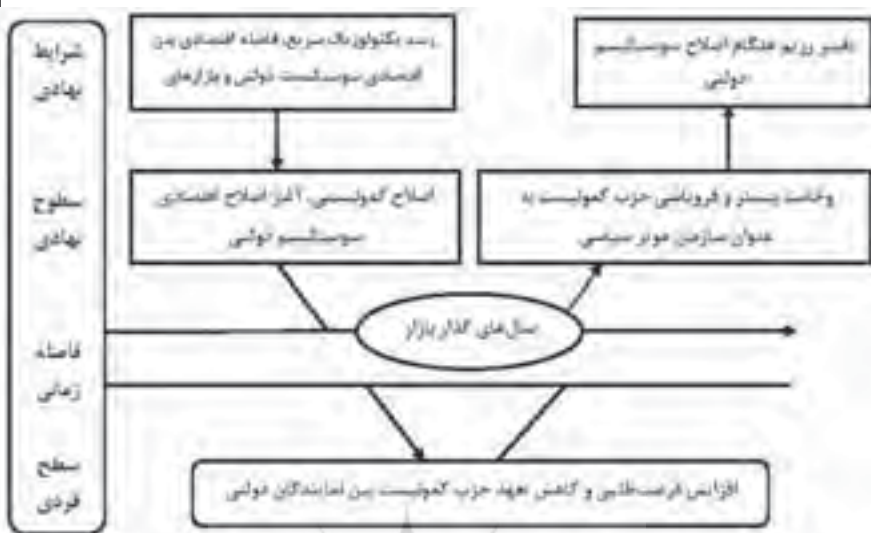 شرایط
نهادی
سطوح
نهادی
فاصله
زمانی
سطح
فردی
رشد تکنولوژیک سریع، فاصله اقتصادی بین
اقتصادی سوسیالیست دولتی و بازارهای
تغییر رژیم هنگام اصلاح سوسیالیسم
دولتی
اصلاح کمونیستی، آغاز اصلاح اقتصادی
سوسیالیسم دولتی
وخامت بیشتر و فروپاشی حزب کمونیست به
عنوان سازمان موثر سیاسی
سال‌های گذار بازار
افزایش فرصت‌طلبی و کاهش تعهد حزب کمونیست بین نمایندگان دولتی